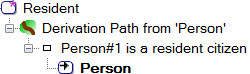 Resident
Derivation Path from 'Person'
Person#1 is a resident citizen
Person